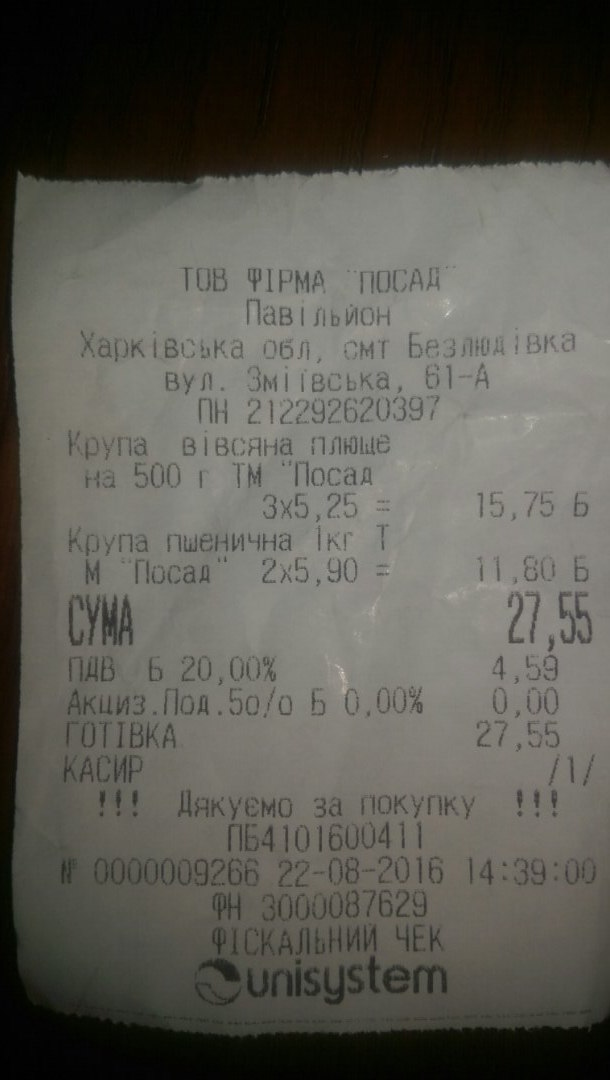 ТОВ ФІРМА "ПОСАД"
Павільйон
Харківська обл, смт Безлюдівка
вул. Зміївська, 61-А
ПН 212292620397
Крупа вівсяна плюще
на 500 г ТМ "Посад
3х5,25 = 15,75 Б
Крупа пшенична 1кг Т
М "Посад" 2х5,90 = 11,80 Б
СУМА 27,55
ПДВ Б 20,00% 4,59
Акциз.Под.5о/о Б 0,00% 0,00
ГОТІВКА 27,55
КАСИР /1/
!!! Дякуємо за покупку !!!
ПБ4101600411
№ 0000009266 22-08-2016 14:39:00
ФН 3000087629
ФІСКАЛЬНИЙ ЧЕК
unisystem